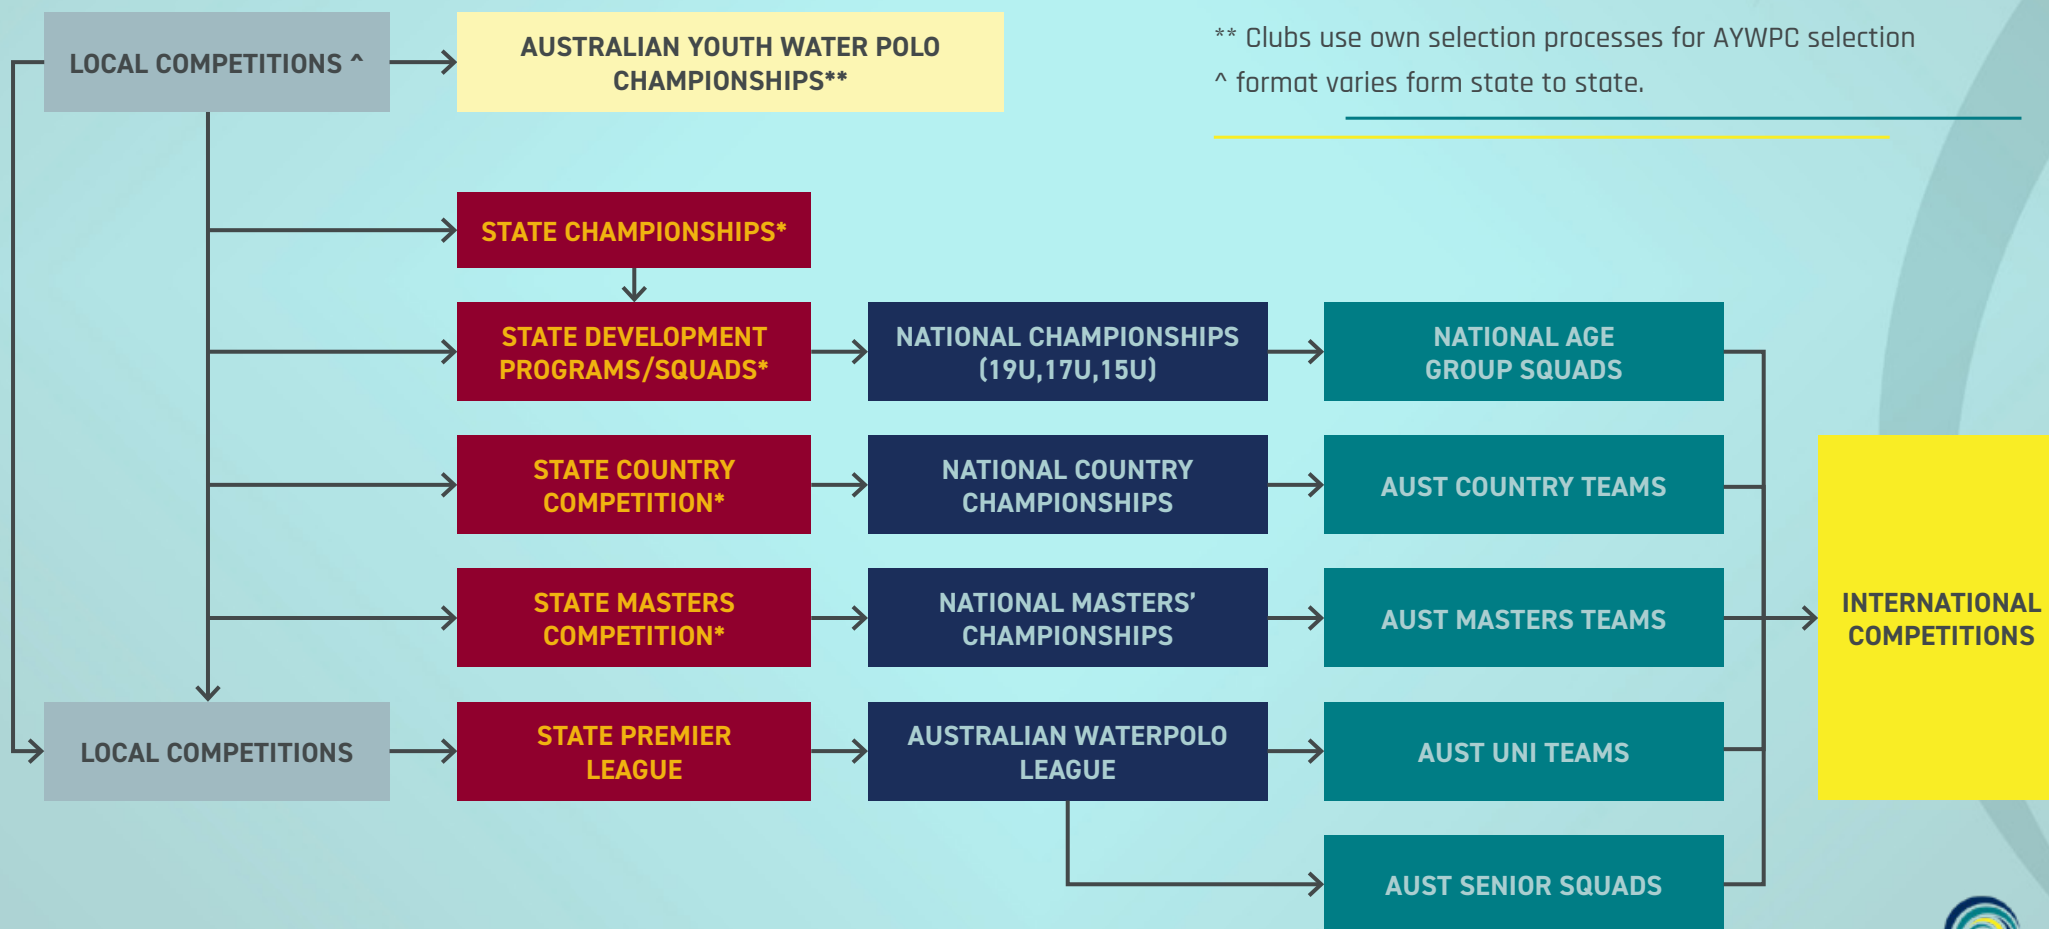 LOCAL COMPETITIONS ^
AUSTRALIAN YOUTH WATER POLO
CHAMPIONSHIPS**
** Clubs use own selection processes for AYWPC selection
^ format varies form state to state.
STATE CHAMPIONSHIPS*
STATE DEVELOPMENT
PROGRAMS/SQUADS*
NATIONAL CHAMPIONSHIPS
(19U,17U,15U)
NATIONAL AGE
GROUP SQUADS
STATE COUNTRY
COMPETITION*
NATIONAL COUNTRY
CHAMPIONSHIPS
AUST COUNTRY TEAMS
STATE MASTERS
COMPETITION*
NATIONAL MASTERS’
CHAMPIONSHIPS
AUST MASTERS TEAMS
INTERNATIONAL
COMPETITIONS
LOCAL COMPETITIONS
STATE PREMIER
LEAGUE
AUSTRALIAN WATERPOLO
LEAGUE
AUST UNI TEAMS
AUST SENIOR SQUADS